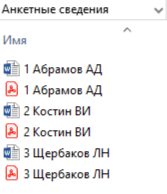 Анкетные сведения
Имя
1 Абрамов АД
1 Абрамов АД
2 Костин ВИ
2 Костин ВИ
3 Щербаков ЛН
3 Щербаков ЛН